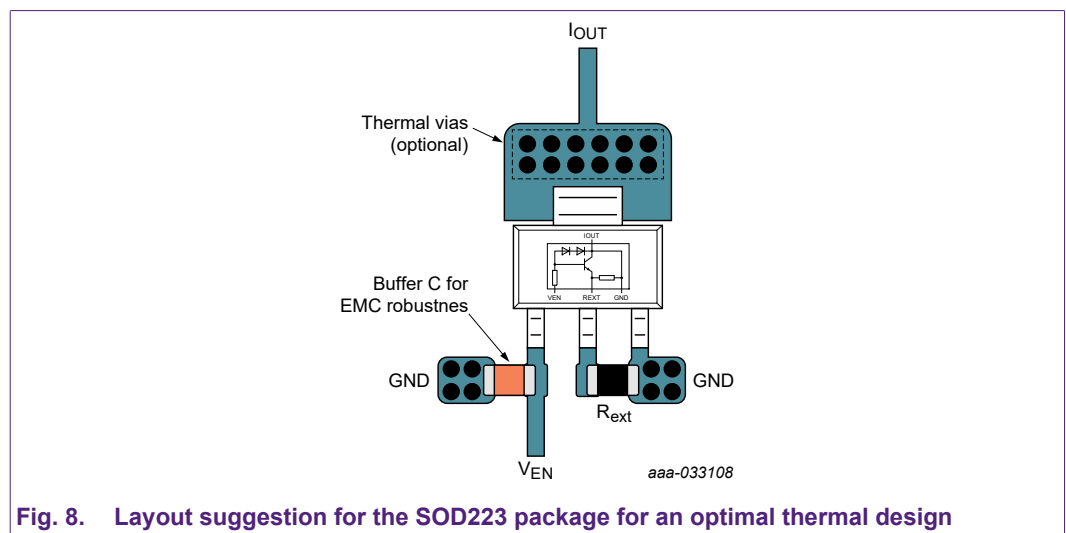 IOUT
Thermal vias
(optional)
IOUT
VEN REXT GND
Buffer C for
EMC robustnes
GND
GND
Rext
VEN
aaa-033108
Fig. 8. Layout suggestion for the SOD223 package for an optimal thermal design